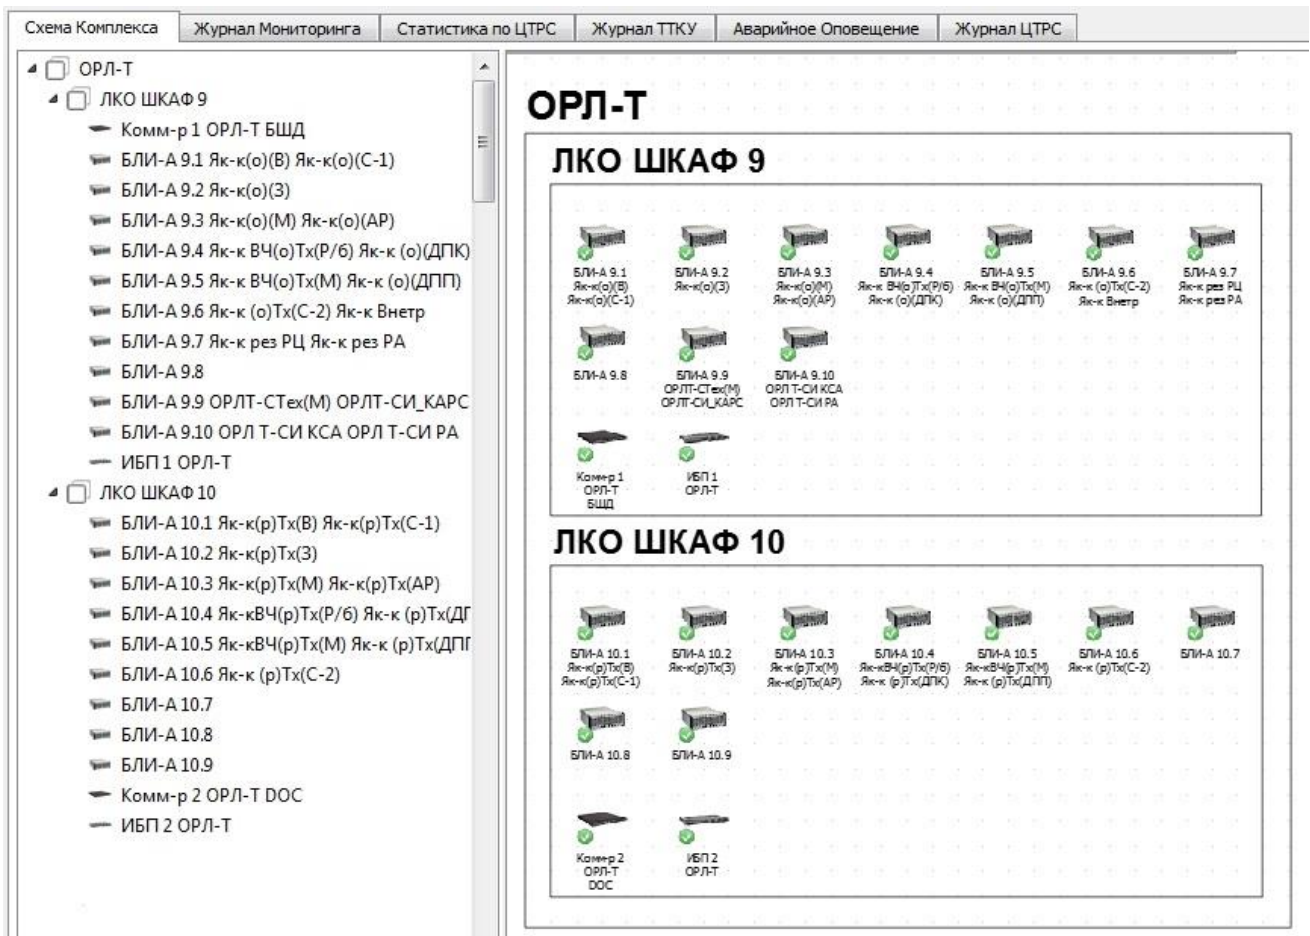 Схема Комплекса
Журнал Мониторинга
Статистика по ЦТРС
Журнал ТТКУ
Аварийное Оповещение
Журнал ЦТРС
ОРЛ-Т
ЛКО ШКАФ 9
Комм-р 1 ОРЛ-Т БШД
БЛИ-А 9.1 Як-к(о)(В) Як-к(о)(С-1)
БЛИ-А 9.2 Як-к(о)(З)
БЛИ-А 9.3 Як-к(о)(М) Як-к(о)(АР)
БЛИ-А 9.4 Як-к ВЧ(о)Тх(Р/б) Як-к (о)(ДПК)
БЛИ-А 9.5 Як-к ВЧ(о)Тх(М) Як-к (о)(ДПП)
БЛИ-А 9.6 Як-к (о)Тх(С-2) Як-к Внетр
БЛИ-А 9.7 Як-к рез РЦ Як-к рез РА
БЛИ-А 9.8
БЛИ-А 9.9 ОРЛТ-СТех(М) ОРЛТ-СИ_КАРС
БЛИ-А 9.10 ОРЛ Т-СИ КСА ОРЛ Т-СИ РА
ИБП 1 ОРЛ-Т
ЛКО ШКАФ 10
БЛИ-А 10.1 Як-к(р)Тх(В) Як-к(р)Тх(С-1)
БЛИ-А 10.2 Як-к(р)Тх(З)
БЛИ-А 10.3 Як-к(р)Тх(М) Як-к(р)Тх(АР)
БЛИ-А 10.4 Як-кВЧ(р)Тх(Р/б) Як-к (р)Тх(ДГ
БЛИ-А 10.5 Як-кВЧ(р)Тх(М) Як-к (р)Тх(ДПГ
БЛИ-А 10.6 Як-к (р)Тх(С-2)
БЛИ-А 10.7
БЛИ-А 10.8
БЛИ-А 10.9
Комм-р 2 ОРЛ-Т DOC
ИБП 2 ОРЛ-Т
ОРЛ-Т
ЛКО ШКАФ 9
БЛИ-А 9.1
Як-к(о)(В)
Як-к(о)(С-1)
БЛИ-А 9.2
Як-к(о)(З)
БЛИ-А 9.3
Як-к(о)(М)
Як-к(о)(АР)
БЛИ-А 9.4
Як-к ВЧ(о)Тх(Р/б)
Як-к (о)(ДПК)
БЛИ-А 9.5
Як-к ВЧ(о)Тх(М)
Як-к (о)(ДПП)
БЛИ-А 9.6
Як-к (о)Тх(С-2)
Як-к Внетр
БЛИ-А 9.7
Як-к рез РЦ
Як-к рез РА
БЛИ-А 9.8
БЛИ-А 9.9
ОРЛТ-СТех(М)
ОРЛТ-СИ_КАРС
БЛИ-А 9.10
ОРЛ Т-СИ КСА
ОРЛ Т-СИ РА
Комм-р 1
ОРЛ-Т
БШД
ИБП 1
ОРЛ-Т
ЛКО ШКАФ 10
БЛИ-А 10.1
Як-к(р)Тх(В)
Як-к(р)Тх(С-1)
БЛИ-А 10.2
Як-к(р)Тх(З)
БЛИ-А 10.3
Як-к(р)Тх(М)
Як-к(р)Тх(АР)
БЛИ-А 10.4
Як-кВЧ(р)Тх(Р/б)
Як-к (р)Тх(ДПК)
БЛИ-А 10.5
Як-кВЧ(р)Тх(М)
Як-к (р)Тх(ДПП)
БЛИ-А 10.6
Як-к (р)Тх(С-2)
БЛИ-А 10.7
БЛИ-А 10.8
БЛИ-А 10.9
Комм-р 2
ОРЛ-Т
DOC
ИБП 2
ОРЛ-Т